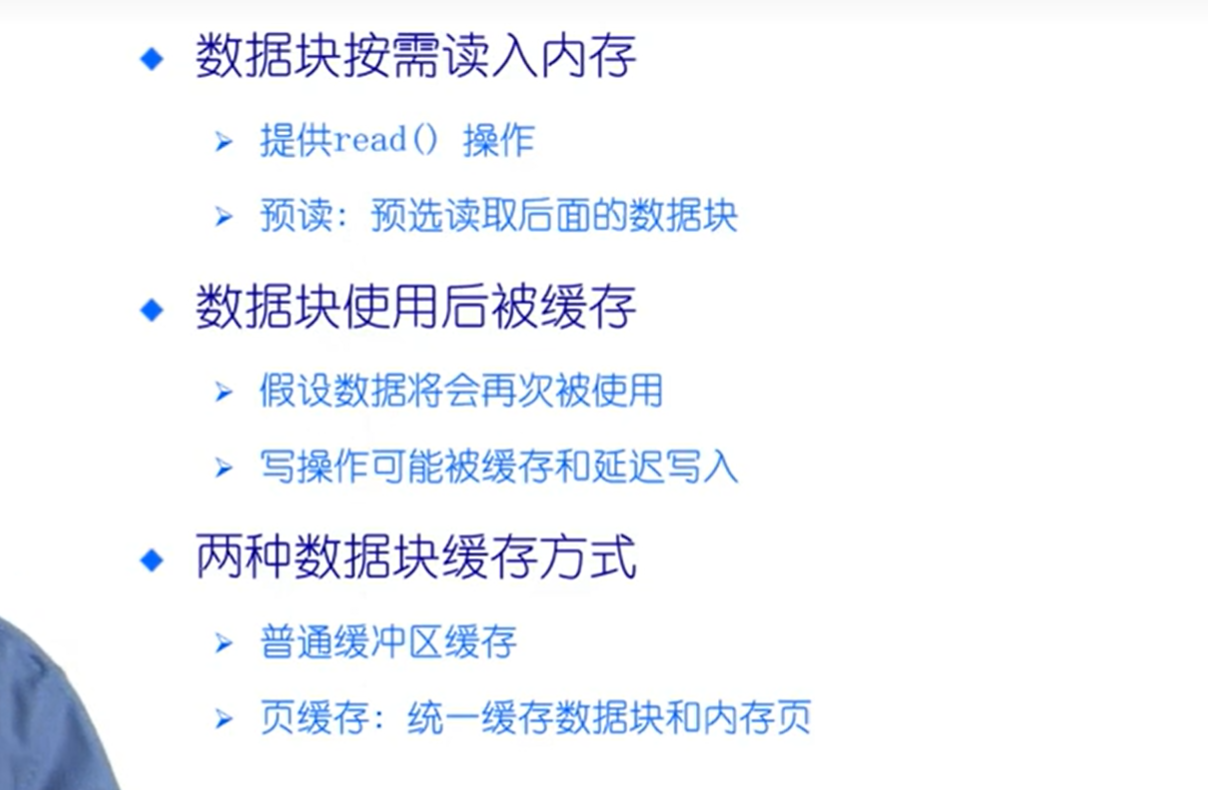 数据块按需读入内存
提供read() 操作
预读：预选读取后面的数据块
数据块使用后被缓存
假设数据将会再次被使用
写操作可能被缓存和延迟写入
两种数据块缓存方式
普通缓冲区缓存
页缓存：统一缓存数据块和内存页